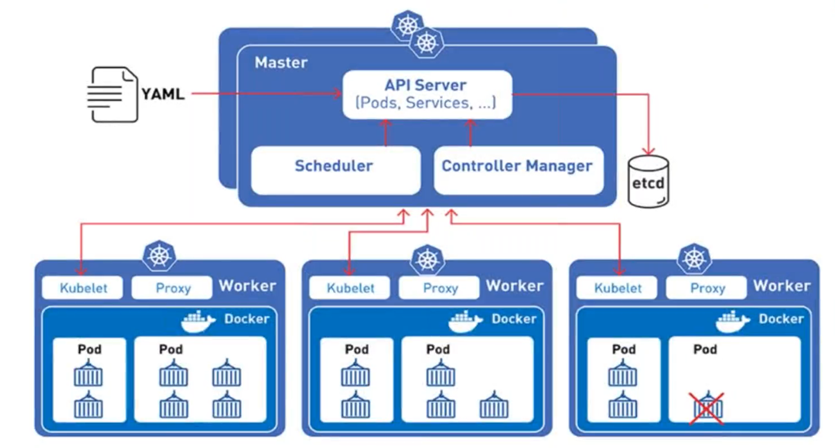 Master
API Server
(Pods, Services, ...)
YAML
Scheduler
Controller Manager
etcd
Kubelet
Proxy
Worker
Docker
Pod
Pod
Kubelet
Proxy
Worker
Docker
Pod
Pod
Kubelet
Proxy
Worker
Docker
Pod
Pod